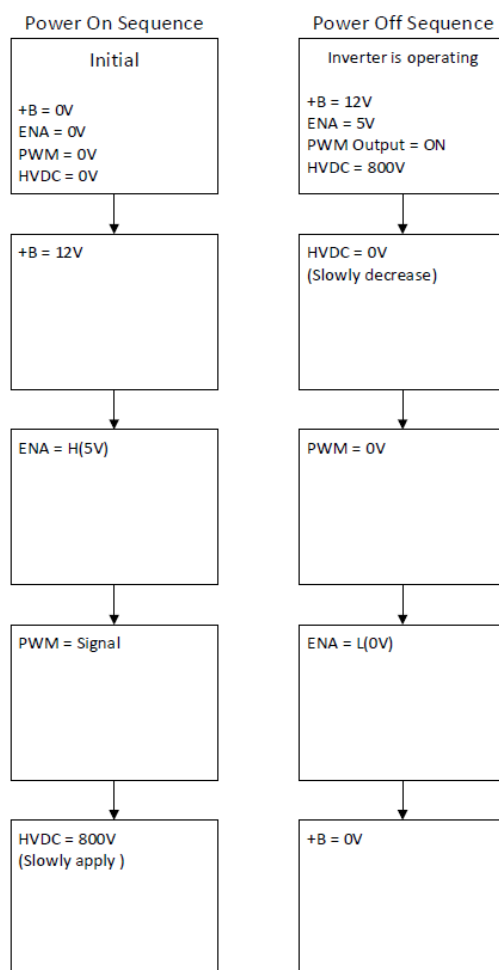 Power On Sequence
Initial
+B = 0V
ENA = 0V
PWM = 0V
HVDC = 0V
+B = 12V
ENA = H(5V)
PWM = Signal
HVDC = 800V
(Slowly apply )
Power Off Sequence
Inverter is operating
+B = 12V
ENA = 5V
PWM Output = ON
HVDC = 800V
HVDC = 0V
(Slowly decrease)
PWM = 0V
ENA = L(0V)
+B = 0V